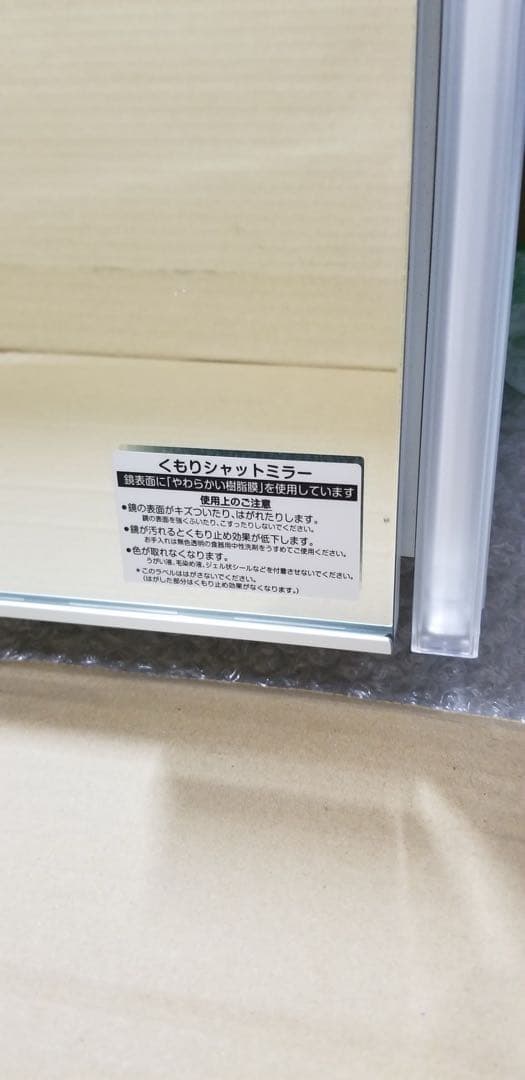 くもりシャットミラー
鏡表面に「やわらかい樹脂膜」を使用しています
使用上のご注意
●鏡の表面がキズついたり、はがれたりします。
鏡の表面を強くふいたり、こすったりしないでください。
●鏡が汚れるとくもり止め効果が低下します。
お手入れは無色透明の食器用中性洗剤をうすめてご使用ください。
●色が取れなくなります。
うがい液、毛染め液、ジェル状シールなどを付着させないでください。
＊このラベルははがさないでください。
(はがした部分はくもり止め効果がなくなります。)